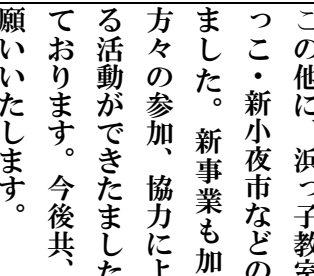 この他に、浜っ子教室
っこ・新小夜市などの
ました。新事業も加
方々の参加、協力によ
る活動ができたました
ております。今後共、
願いいたします。